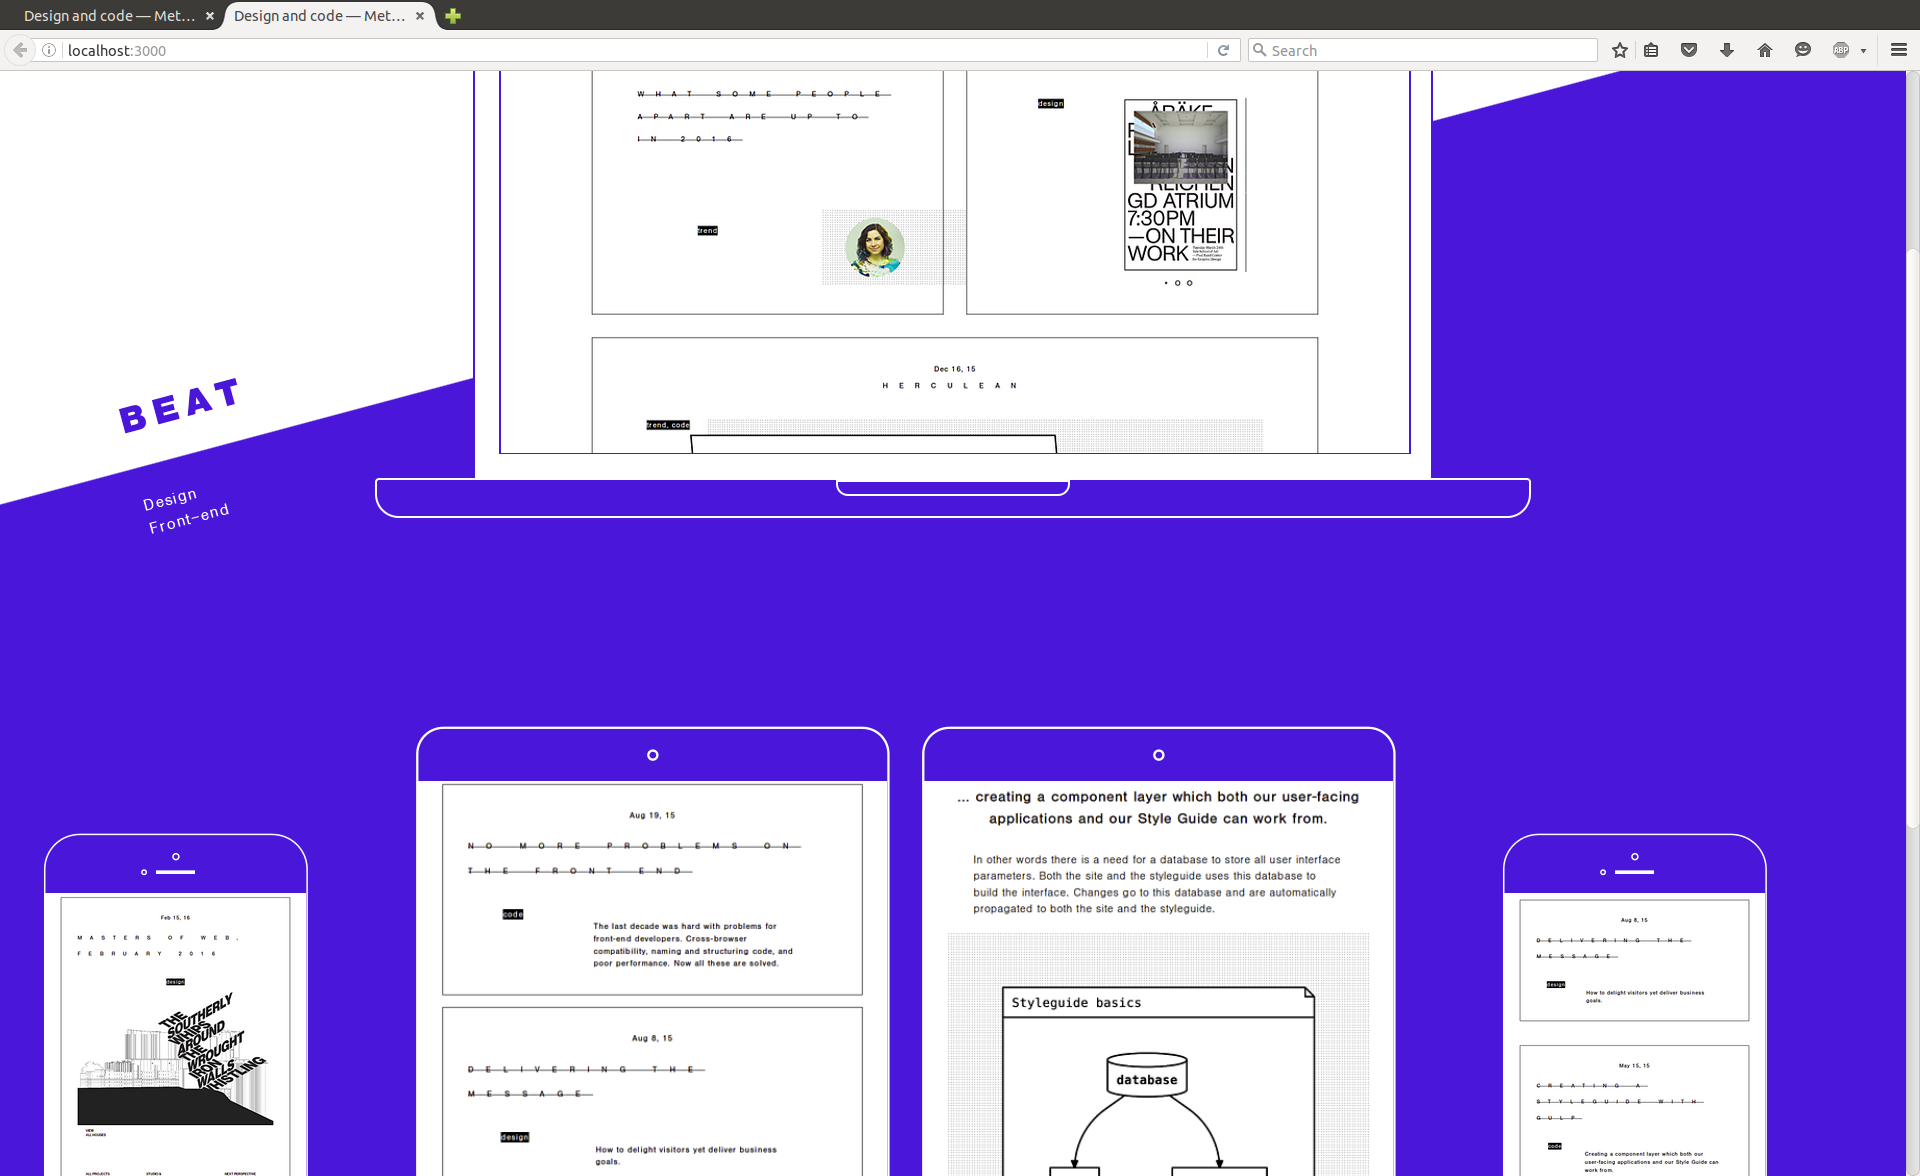 Design and code — Met...
Design and code — Met...
localhost:3000
Search
ABP
WHAT SOME PEOPLE
APART ARE UP TO
IN 2016
trend
design
GD ATRIUM
7:30PM
—ON THEIR
WORK
Dec 16, 15
HERCULEAN
trend, code
BEAT
Design
Front-end
Feb 15, 16
MASTERS OF WEB,
FEBRUARY 2016
design
THE
SOUTHERLY
WHIPS
AROUND
THE
WROUGHT
IRON
WALLS
WHISTLING
VIEW
ALL HOUSES
ALL PROJECTS
STUDIO &
NEXT PERSPECTIVE
Aug 19, 15
NO MORE PROBLEMS ON
THE FRONT END
code
The last decade was hard with problems for
front-end developers. Cross-browser
compatibility, naming and structuring code, and
poor performance. Now all these are solved.
Aug 8, 15
DELIVERING THE
MESSAGE
design
How to delight visitors yet deliver business
goals.
... creating a component layer which both our user-facing
applications and our Style Guide can work from.
In other words there is a need for a database to store all user interface
parameters. Both the site and the styleguide uses this database to
build the interface. Changes go to this database and are automatically
propagated to both the site and the styleguide.
Styleguide basics
database
Aug 8, 15
DELIVERING THE
MESSAGE
design
How to delight visitors yet deliver business
goals.
May 15, 15
CREATING A
STYLEGUIDE WITH
GULP
code
Creating a component layer which both our
user-facing applications and our Style Guide can
work from.